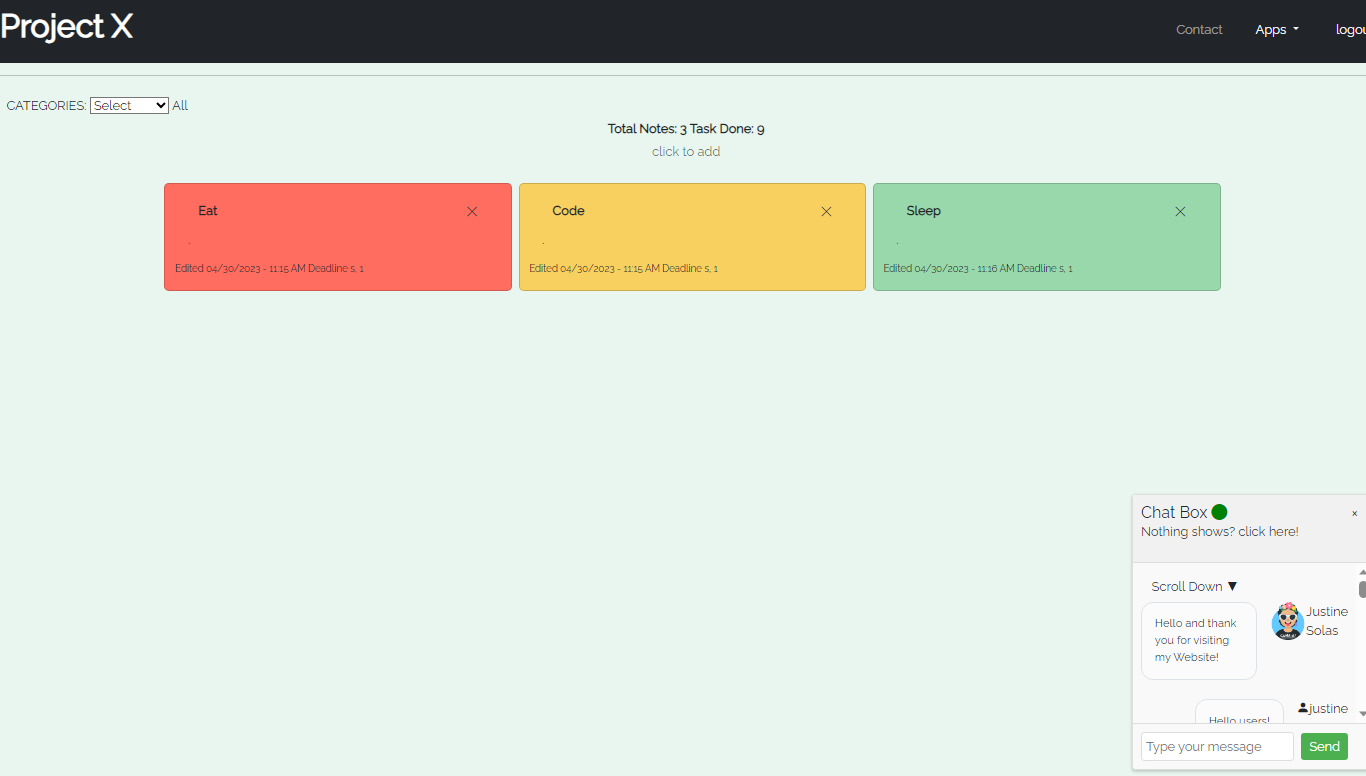 Project X
Contact Apps logou
CATEGORIES: Select All
Total Notes: 3 Task Done: 9
click to add
Eat
.
Edited 04/30/2023 - 11:15 AM Deadline s, 1
Code
.
Edited 04/30/2023 - 11:15 AM Deadline s, 1
Sleep
.
Edited 04/30/2023 - 11:16 AM Deadline s, 1
Chat Box x
Nothing shows? click here!
Scroll Down ▼
Hello and thank
you for visiting
my Website!
Justine
Solas
justine
Hello users!
Type your message Send